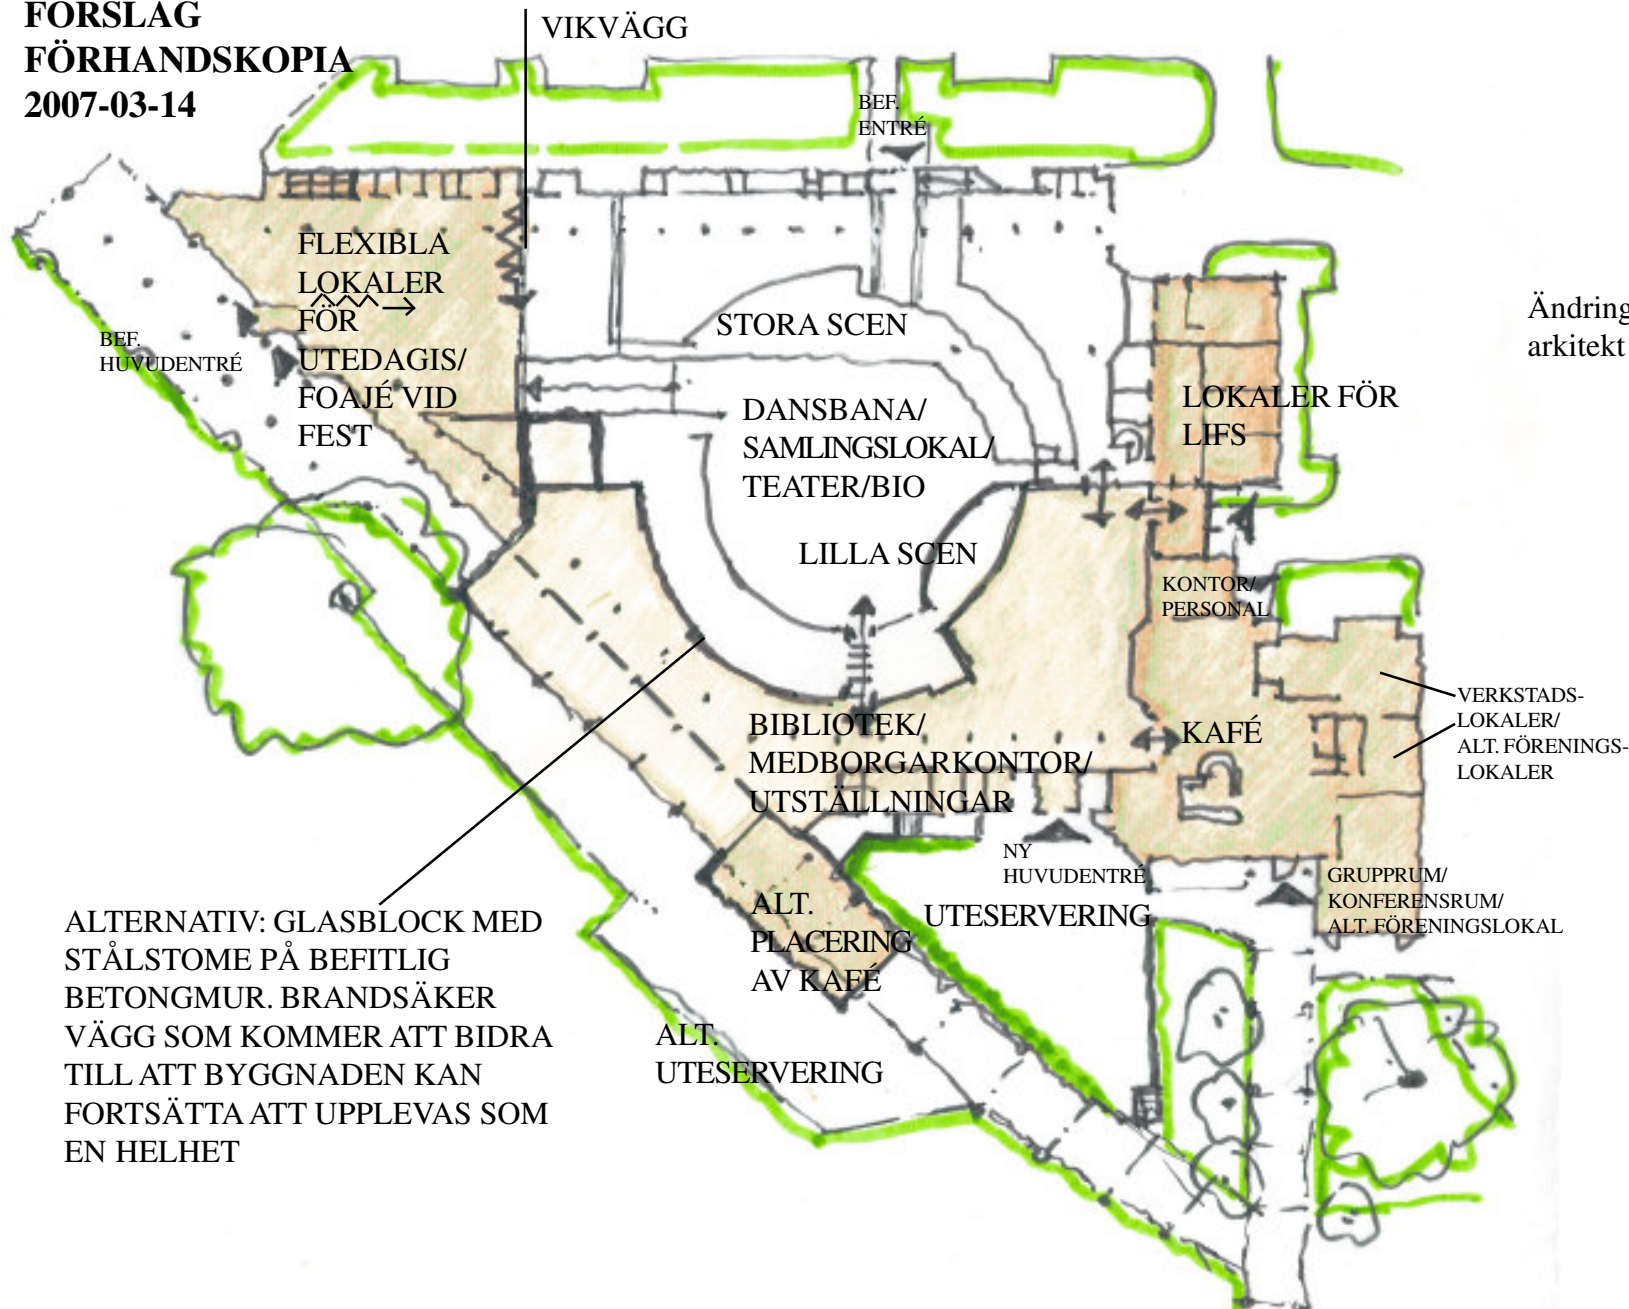 FÖRSLAG
FÖRHANDSKOPIA
2007-03-14
VIKVÄGG
BEF.
ENTRÉ
FLEXIBLA
LOKALER
FÖR
UTEDAGIS/
FOAJÉ VID
FEST
BEF.
HUVUDENTRÉ
STORA SCEN
DANSBANA/
SAMLINGSLOKAL/
TEATER/BIO
LILLA SCEN
LOKALER FÖR
LIFS
Ändring
arkitekt
KONTOR/
PERSONAL
VERKSTADS-
LOKALER/
ALT. FÖRENINGS-
LOKALER
KAFÉ
BIBLIOTEK/
MEDBORGARKONTOR/
UTSTÄLLNINGAR
NY
HUVUDENTRÉ
GRUPPRUM/
KONFERENSRUM/
ALT. FÖRENINGSLOKAL
UTESERVERING
ALT.
PLACERING
AV KAFÉ
ALT.
UTESERVERING
ALTERNATIV: GLASBLOCK MED
STÅLSTOME PÅ BEFITLIG
BETONGMUR. BRANDSÄKER
VÄGG SOM KOMMER ATT BIDRA
TILL ATT BYGGNADEN KAN
FORTSÄTTA ATT UPPLEVAS SOM
EN HELHET